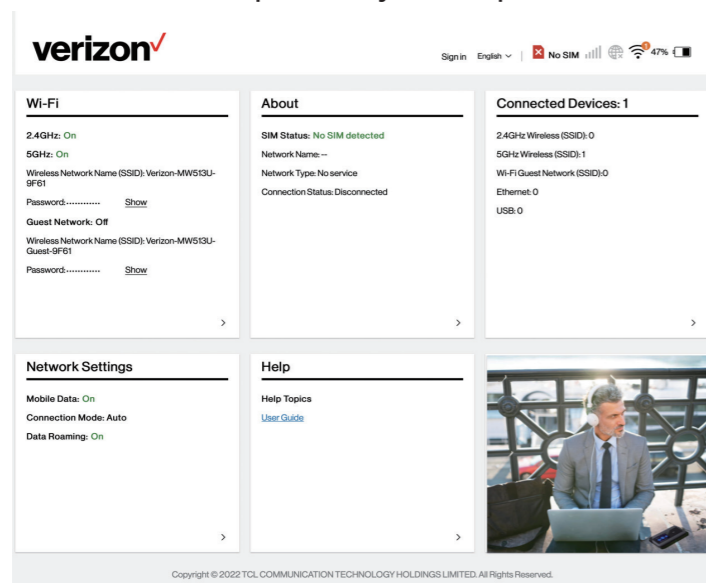 verizon
Sign in English No SIM 1 47%
Wi-Fi
2.4GHz: On
5GHz: On
Wireless Network Name (SSID): Verizon-MW513U-
9F61
Password:............ Show
Guest Network: Off
Wireless Network Name (SSID): Verizon-MW513U-
Guest-9F61
Password:............ Show
About
SIM Status: No SIM detected
Network Name: --
Network Type: No service
Connection Status: Disconnected
Connected Devices: 1
2.4GHz Wireless (SSID): 0
5GHz Wireless (SSID): 1
Wi-Fi Guest Network (SSID):0
Ethernet: 0
USB: 0
Network Settings
Mobile Data: On
Connection Mode: Auto
Data Roaming: On
Help
Help Topics
User Guide
Copyright © 2022 TCL COMMUNICATION TECHNOLOGY HOLDINGS LIMITED. All Rights Reserved.